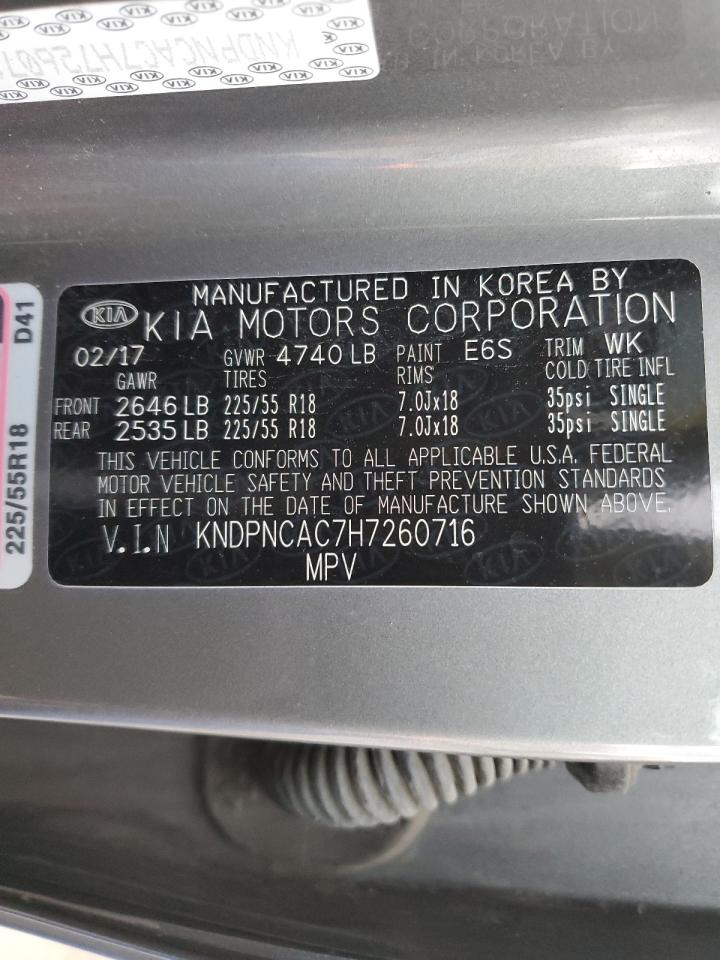 KNDPNCAC7H7260
D41
225/55R18
MANUFACTURED IN KOREA BY
KIA KIA MOTORS CORPORATION
02/17 GVWR 4740 LB PAINT E6S TRIM WK
GAWR TIRES RIMS COLD TIRE INFL
FRONT 2646 LB 225/55 R18 7.0Jx18 35psi SINGLE
REAR 2535 LB 225/55 R18 7.0Jx18 35psi SINGLE
THIS VEHICLE CONFORMS TO ALL APPLICABLE U.S.A. FEDERAL
MOTOR VEHICLE SAFETY AND THEFT PREVENTION STANDARDS
IN EFFECT ON THE DATE OF MANUFACTURE SHOWN ABOVE.
V.I.N KNDPNCAC7H7260716
MPV